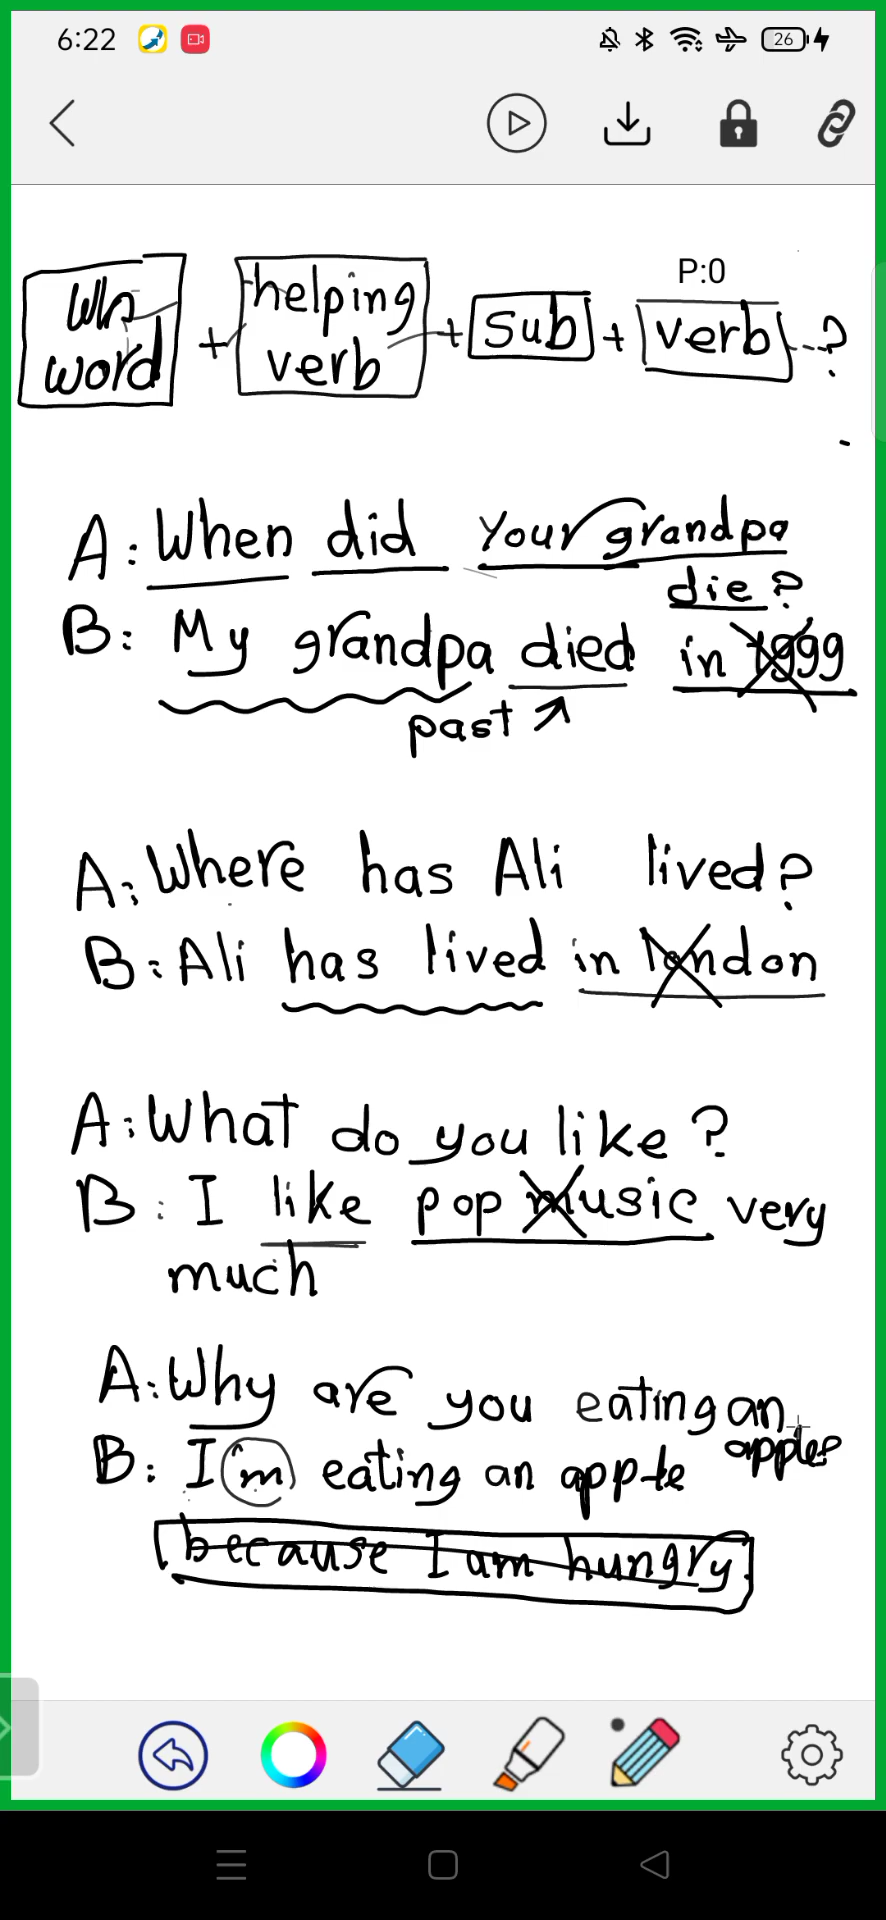 6:22 26
P:0
Wh word + helping verb + sub + verb ---?
A: When did your grandpa
die?
B: My grandpa died in 1999
past
A: Where has Ali lived?
B: Ali has lived in london
A: What do you like?
B: I like pop music very
much
A: Why are you eating an
apple?
B: I'm eating an apple
because I am hungry